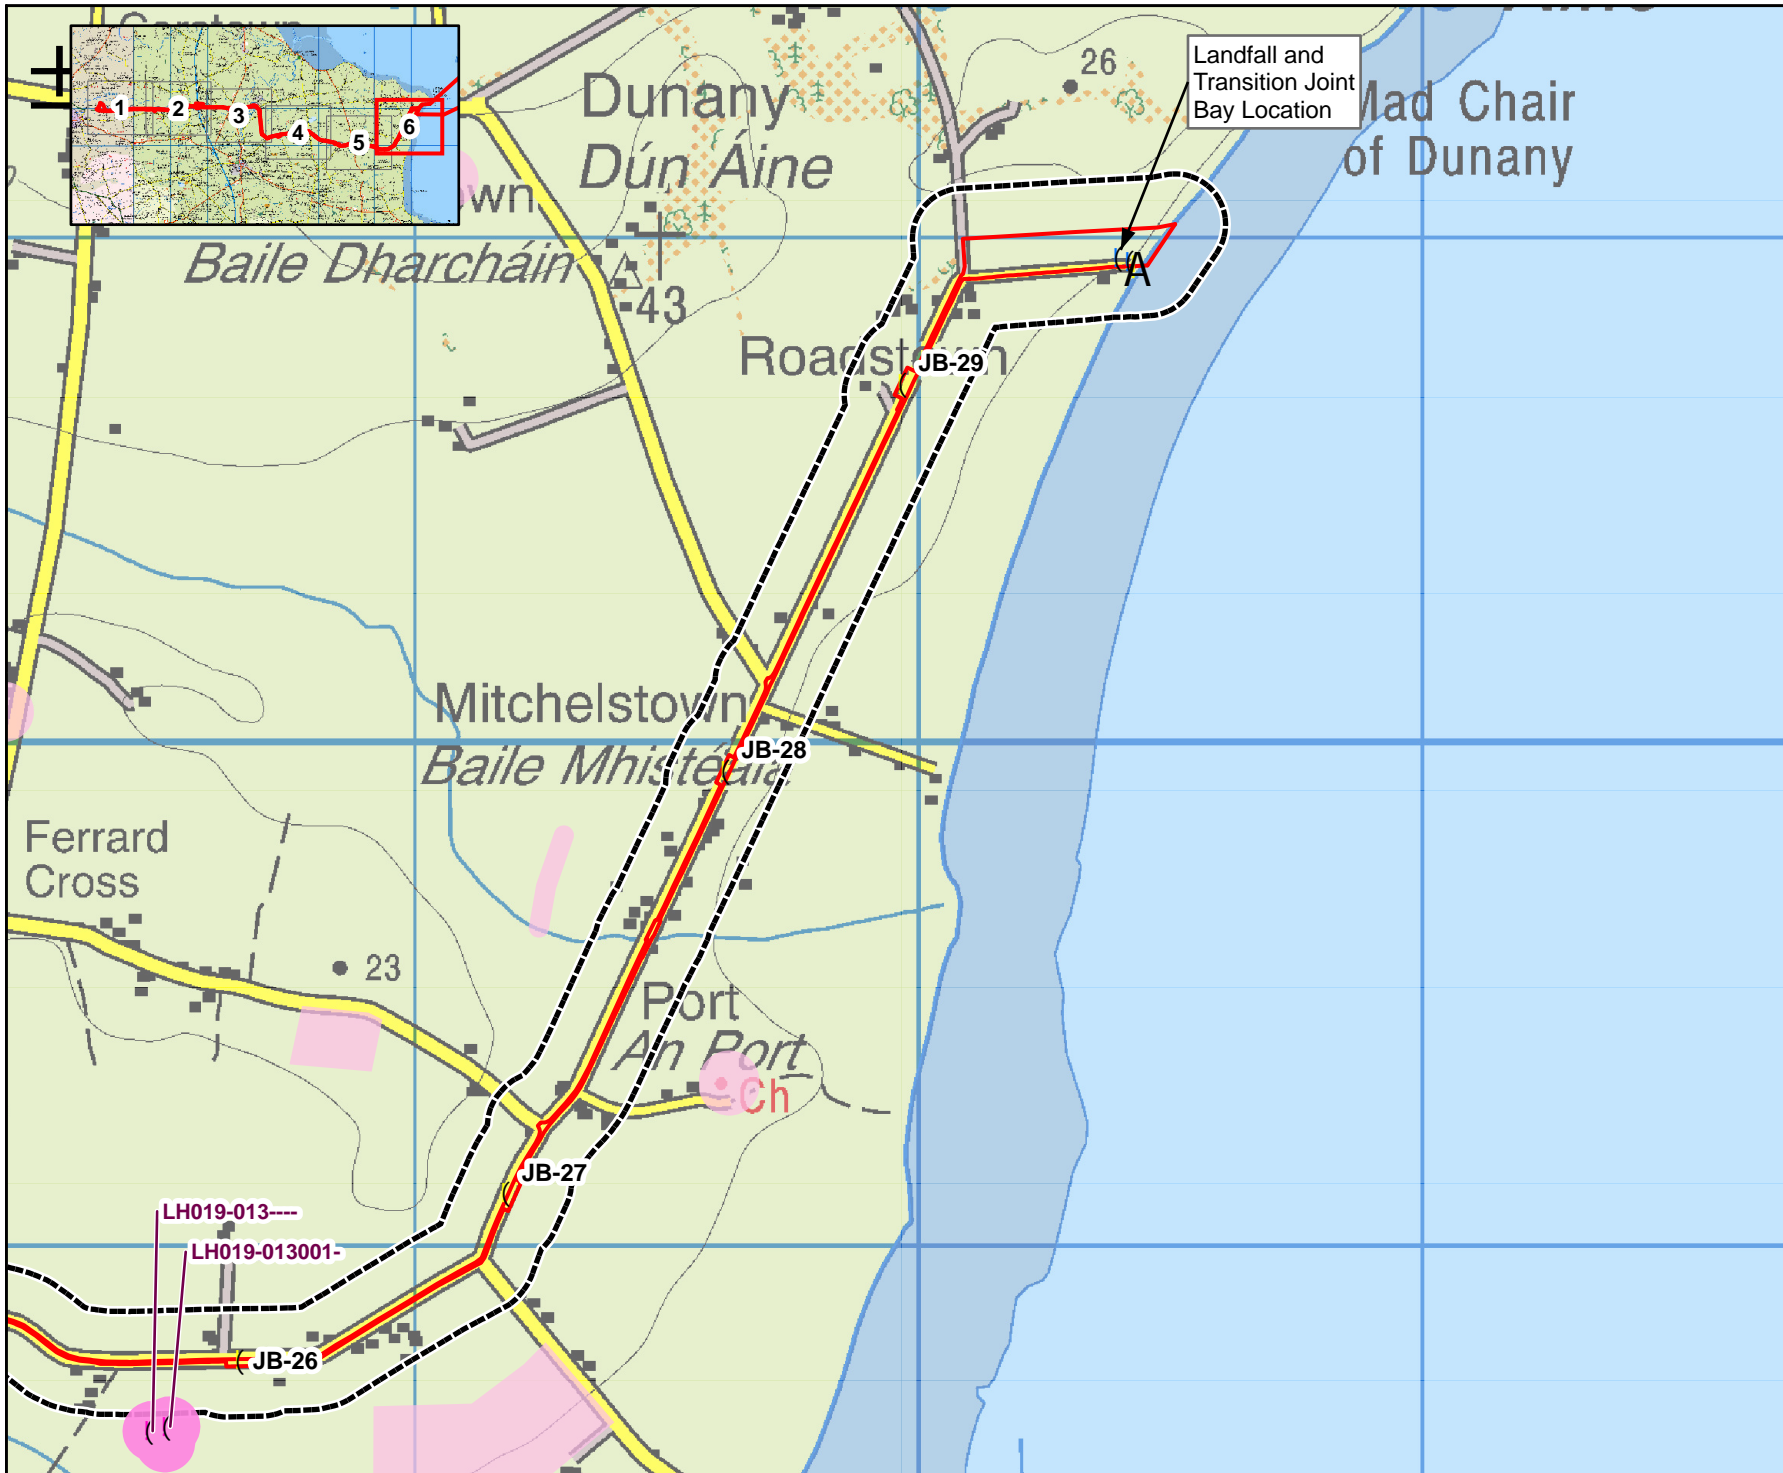 1
2
3
4
5
6
Dunany
Dún Áine
26
Landfall and
Transition Joint
Bay Location
Mad Chair
of Dunany
Baile Dharcháin
43
A
Roadstown
JB-29
Mitchelstown
JB-28
Baile Mhistéala
Ferrard
Cross
23
Port
An Port
Ch
JB-27
LH019-013----
LH019-013001-
JB-26